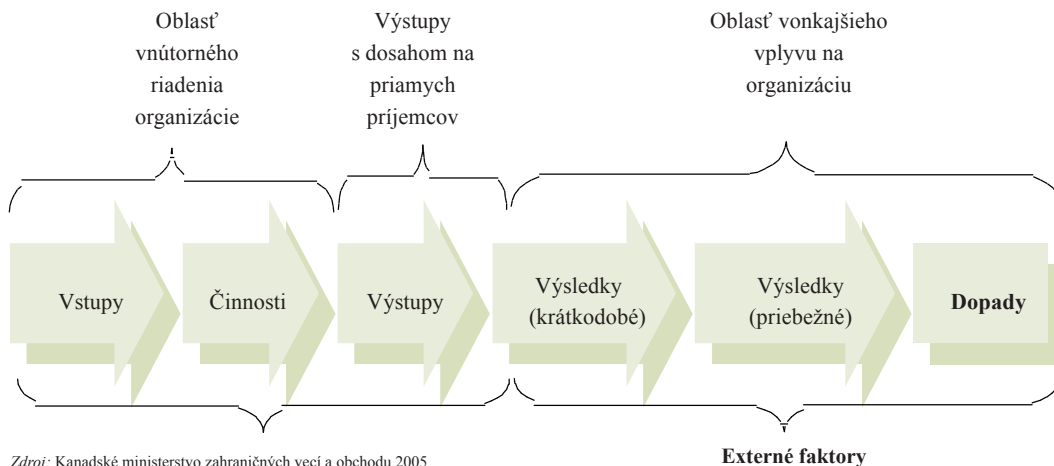 Oblasť
vnútorného
riadenia
organizácie
Výstupy
s dosahom na
priamych
príjemcov
Oblasť vonkajšieho
vplyvu na
organizáciu
Vstupy
Činnosti
Výstupy
Výsledky
(krátkodobé)
Výsledky
(priebežné)
Dopady
Externé faktory
Zdroj: Kanadské ministerstvo zahraničných vecí a obchodu 2005